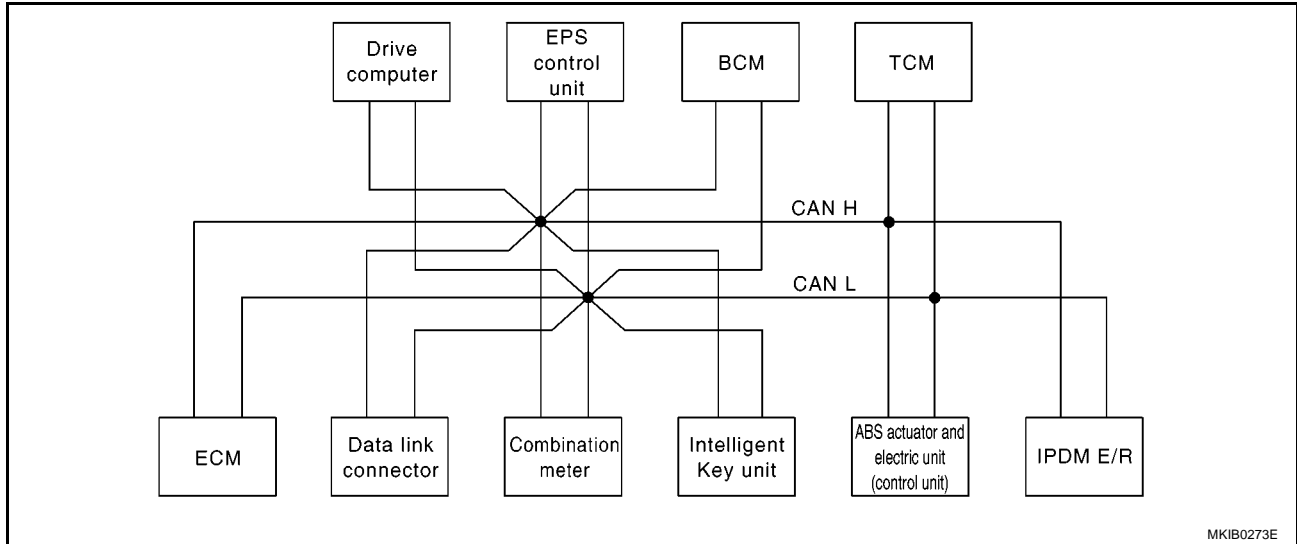 Drive
computer
EPS
control
unit
BCM
TCM
CAN H
CAN L
ECM
Data link
connector
Combination
meter
Intelligent
Key unit
ABS actuator and
electric unit
(control unit)
IPDM E/R
MKIB0273E